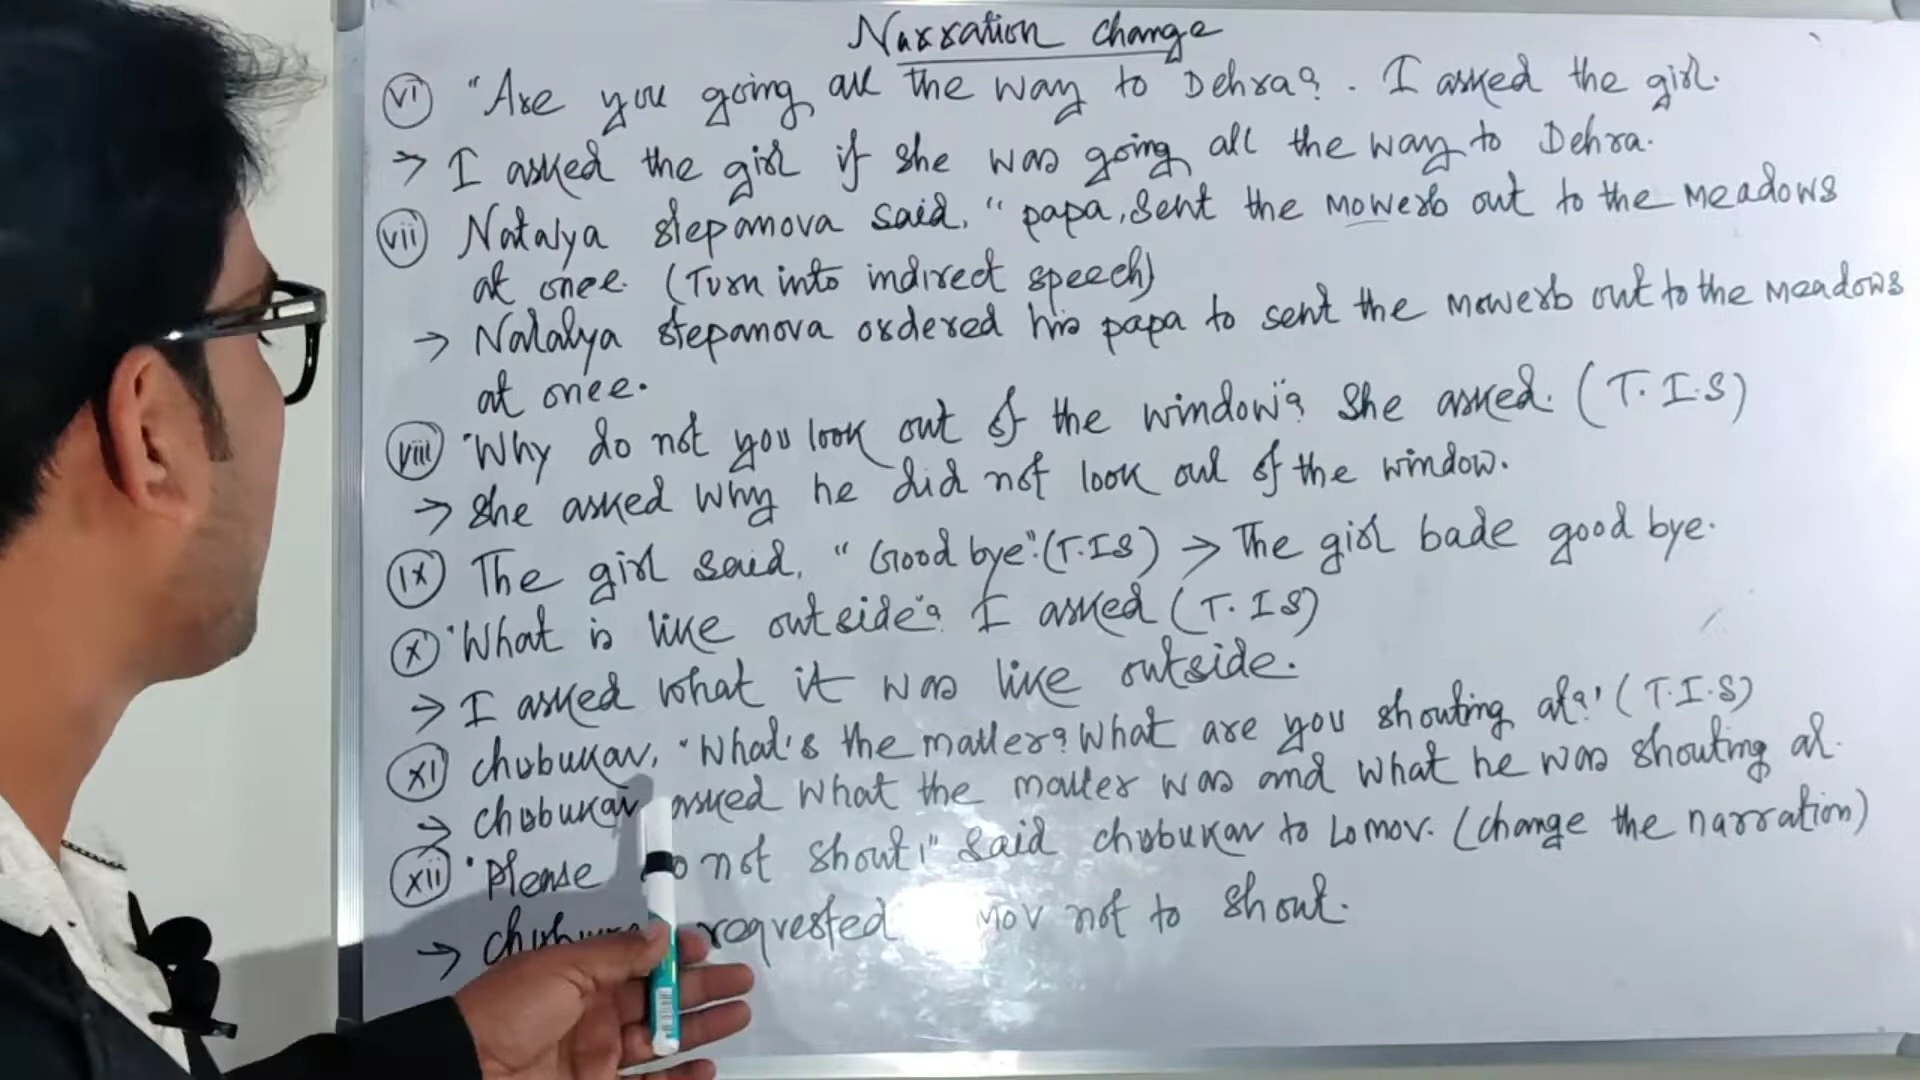 Narration Change
(vi) "Are you going all the way to Dehra?. I asked the girl.
→ I asked the girl if she was going all the way to Dehra.
(vii) Natalya stepanova said, "papa, sent the mowers out to the meadows
at once. (Turn into indirect speech)
→ Natalya stepanova ordered his papa to sent the mowers out to the meadows
at once.
(viii) "Why do not you look out of the window"? She asked. (T.I.S)
→ She asked why he did not look out of the window.
(ix) The girl said, "Good bye".(T.I.S) → The girl bade good bye.
(x) "What is like outside"? I asked (T.I.S)
→ I asked what it was like outside.
(xi) chubukav, "What's the matter? What are you shouting at?' (T.I.S)
→ chubukav asked what the matter was and what he was shouting at.
(xii) "Please do not shout," said chubukav to Lomov. (change the narration)
→ requested not to shout.